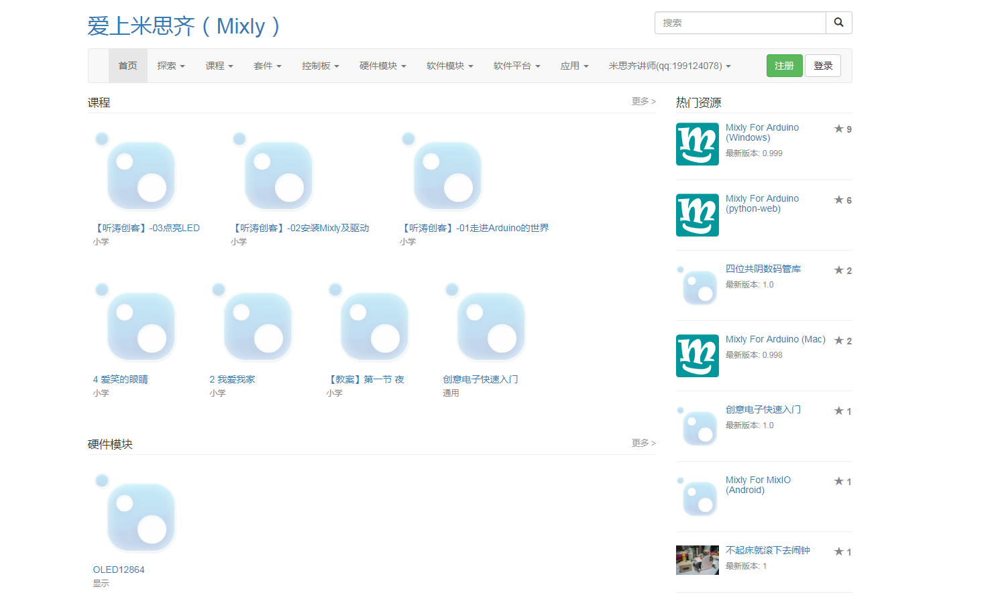 爱上米思齐（Mixly）
搜索
首页 探索 课程 套件 控制板 硬件模块 软件模块 软件平台 应用 米思齐讲师(qq:199124078) 注册 登录
课程 更多 >
【听涛创客】-03点亮LED
小学
【听涛创客】-02安装Mixly及驱动
小学
【听涛创客】-01走进Arduino的世界
小学
4 爱笑的眼睛
小学
2 我爱我家
小学
【教案】第一节 夜
小学
创意电子快速入门
通用
硬件模块 更多 >
OLED12864
显示
热门资源
Mixly For Arduino
(Windows)
★ 9
最新版本: 0.999
Mixly For Arduino
(python-web)
★ 6
四位共阴数码管库
★ 2
最新版本: 1.0
Mixly For Arduino (Mac)
★ 2
最新版本: 0.998
创意电子快速入门
★ 1
最新版本: 1.0
Mixly For MixIO
(Android)
★ 1
不起床就滚下去闹钟
★ 1
最新版本: 1